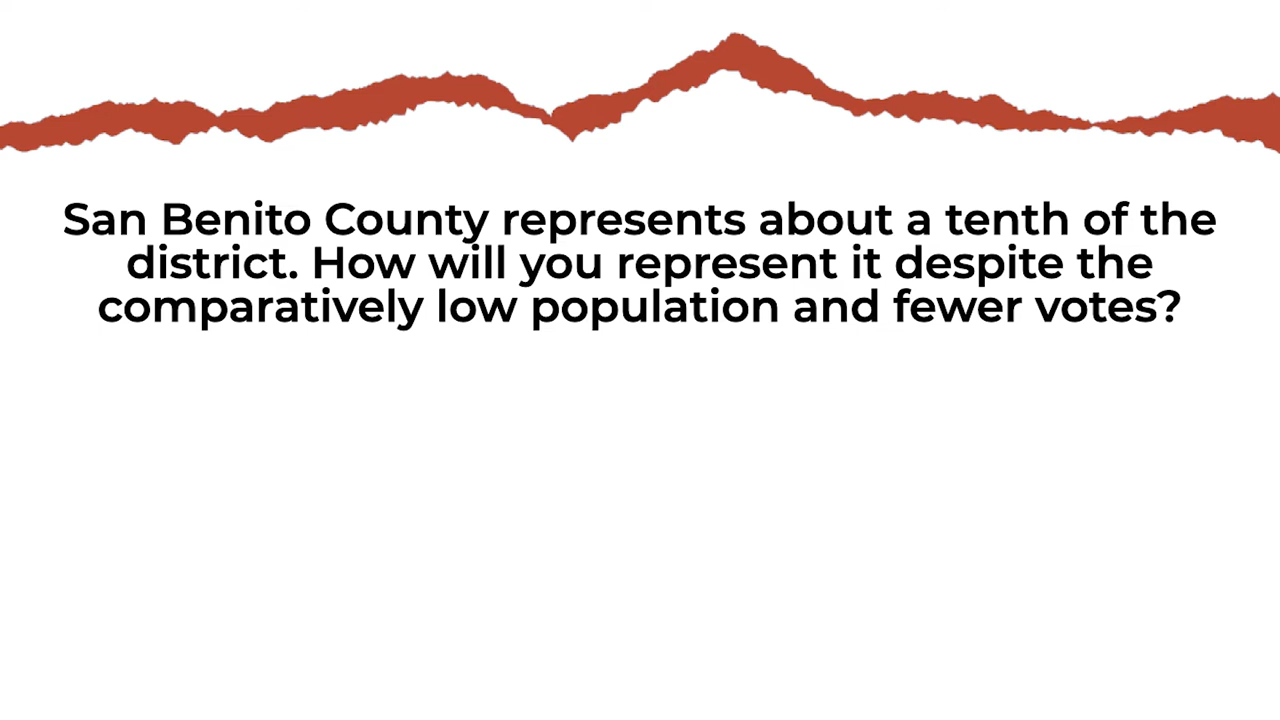 San Benito County represents about a tenth of the
district. How will you represent it despite the
comparatively low population and fewer votes?